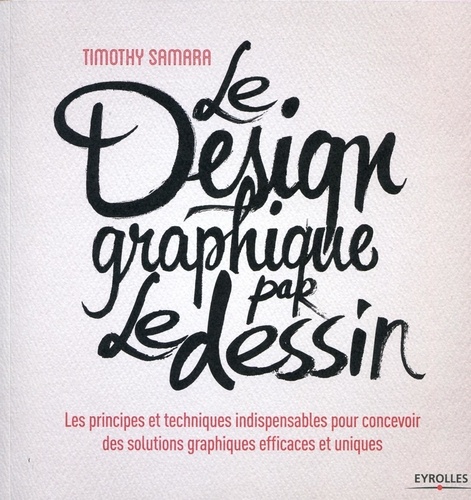 TIMOTHY SAMARA
Le
Design
graphique
par
Le dessin
Les principes et techniques indispensables pour concevoir
des solutions graphiques efficaces et uniques
EYROLLES